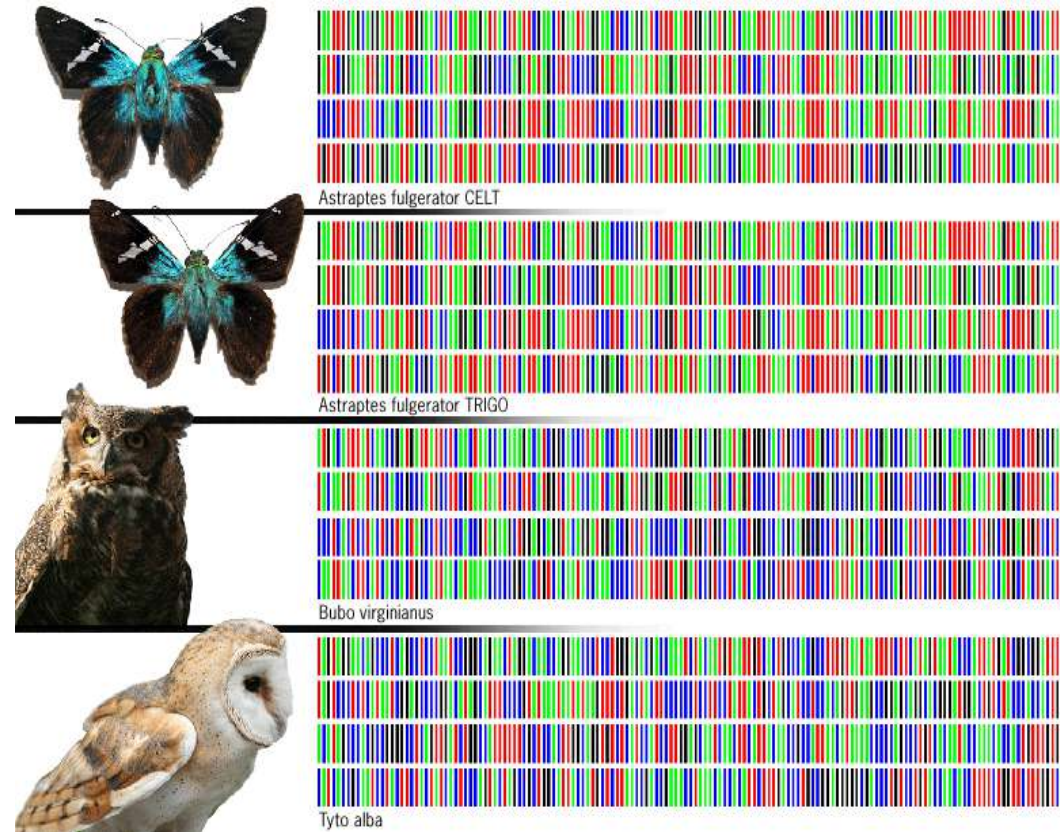 Astraptes fulgerator CELT
Astraptes fulgerator TRIGO
Bubo virginianus
Tyto alba